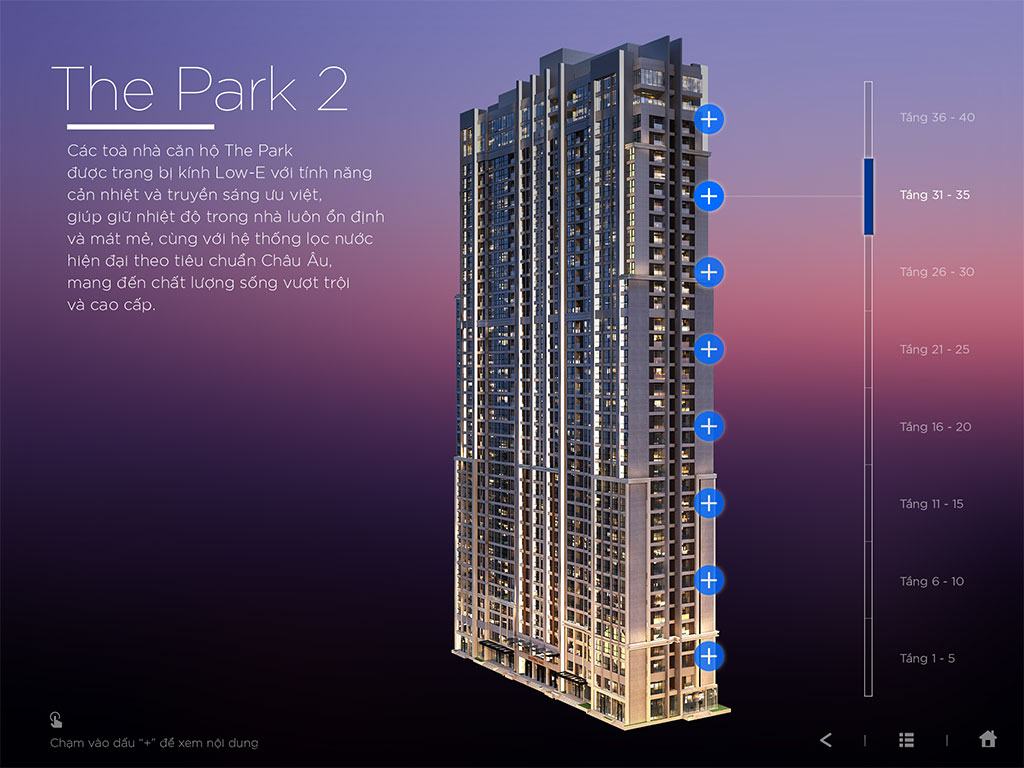 The Park 2
Các toà nhà căn hộ The Park
được trang bị kính Low-E với tính năng
cản nhiệt và truyền sáng ưu việt,
giúp giữ nhiệt độ trong nhà luôn ổn định
và mát mẻ, cùng với hệ thống lọc nước
hiện đại theo tiêu chuẩn Châu Âu,
mang đến chất lượng sống vượt trội
và cao cấp.
Tầng 36 - 40
Tầng 31 - 35
Tầng 26 - 30
Tầng 21 - 25
Tầng 16 - 20
Tầng 11 - 15
Tầng 6 - 10
Tầng 1 - 5
Chạm vào dấu "+" để xem nội dung